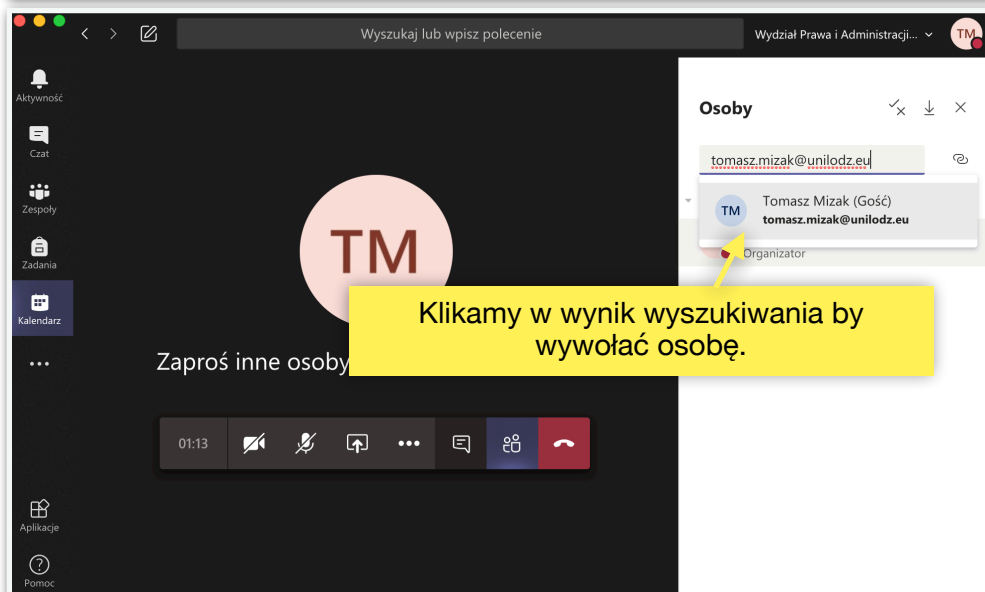 Wyszukaj lub wpisz polecenie
Wydział Prawa i Administracji...
TM
Aktywność
Czat
Zespoły
Zadania
Kalendarz
Aplikacje
Pomoc
TM
Zaproś inne osoby
01:13
Osoby
tomasz.mizak@unilodz.eu
TM
Tomasz Mizak (Gość)
tomasz.mizak@unilodz.eu
Organizator
Klikamy w wynik wyszukiwania by
wywołać osobę.